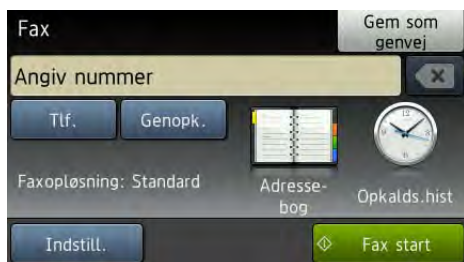 Fax
Gem som
genvej
Angiv nummer
Tlf.
Genopk.
Faxopløsning: Standard
Adresse-
bog
Opkalds.hist
Indstill.
Fax start